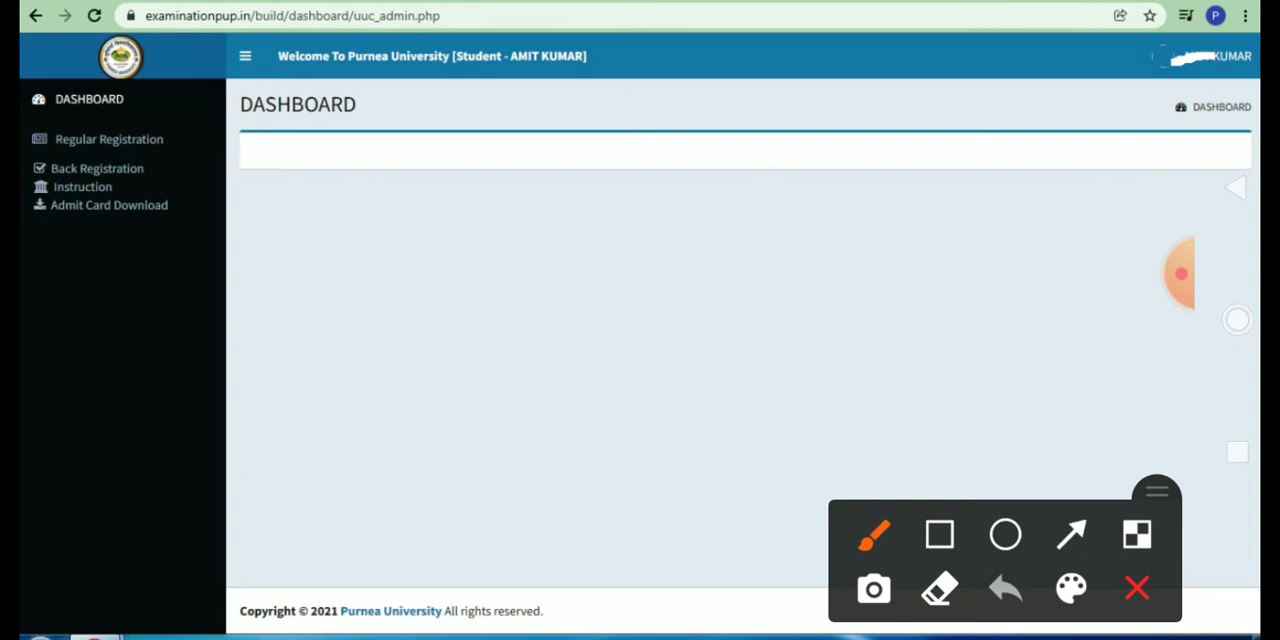 examinationpup.in/build/dashboard/uuc_admin.php
P
Welcome To Purnea University [Student - AMIT KUMAR]
KUMAR
DASHBOARD
Regular Registration
Back Registration
Instruction
Admit Card Download
DASHBOARD
DASHBOARD
Copyright © 2021 Purnea University All rights reserved.